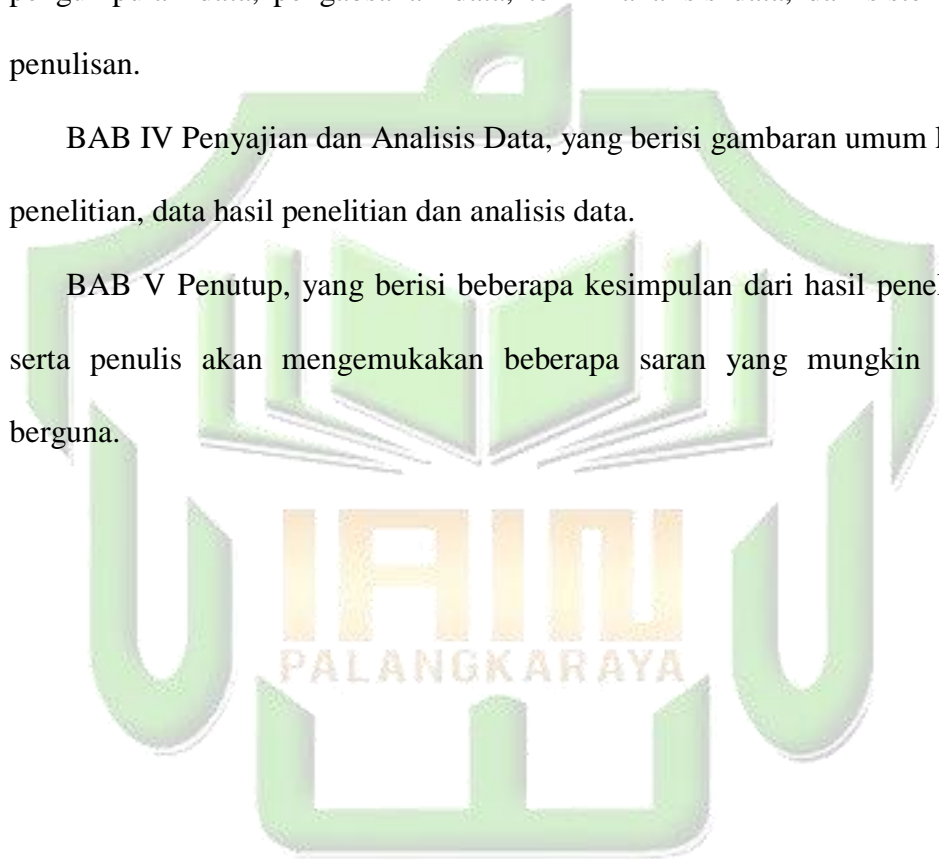 penulisan.
BAB IV Penyajian dan Analisis Data, yang berisi gambaran umum
penelitian, data hasil penelitian dan analisis data.
BAB V Penutup, yang berisi beberapa kesimpulan dari hasil
serta penulis akan mengemukakan beberapa saran yang mungkin
berguna.
IAIN
PALANGKARAYA